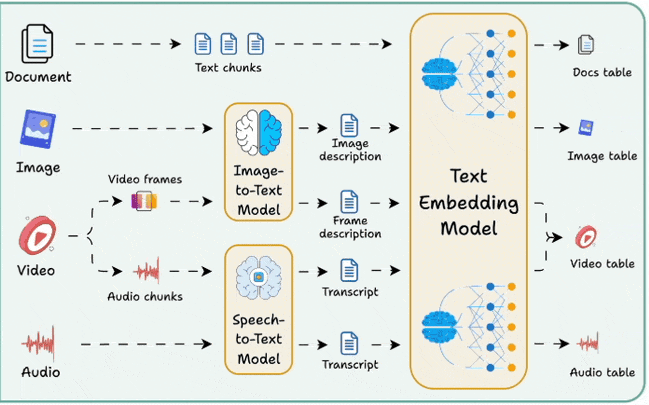 Document
Text chunks
Docs table
Image
Image-
to-Text
Model
Image
description
Image table
Video frames
Frame
description
Text
Embedding
Model
Video
Audio chunks
Speech-
to-Text
Model
Transcript
Video table
Audio
Transcript
Audio table